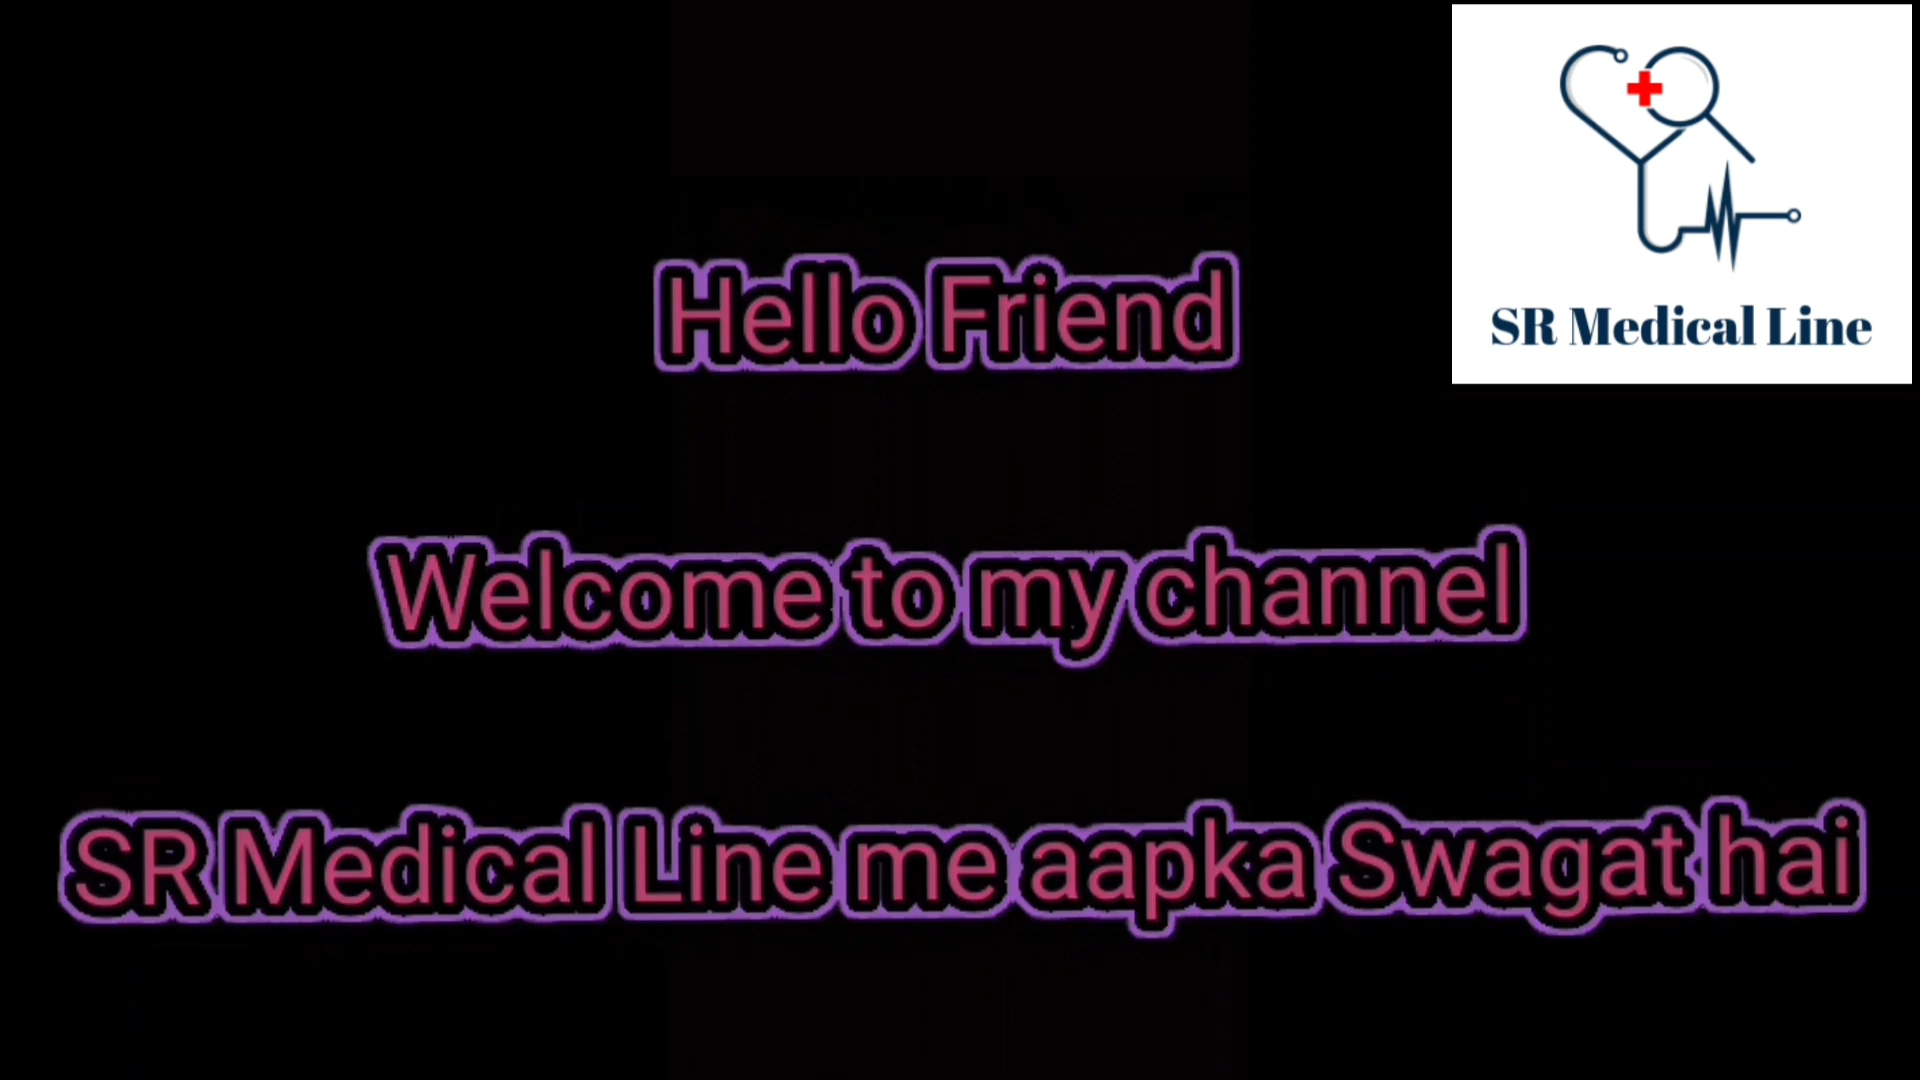 Hello Friend
SR Medical Line
Welcome to my channel
SR Medical Line me aapka Swagat hai